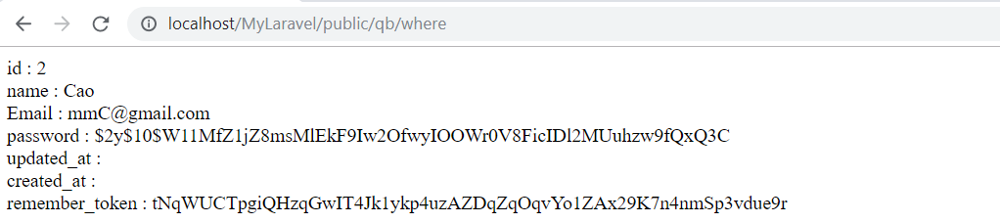 localhost/MyLaravel/public/qb/where
id : 2
name : Cao
Email : mmC@gmail.com
password : $2y$10$W11MfZ1jZ8msMlEkF9Iw2OfwyIOOWr0V8FicIDl2MUuhzw9fQxQ3C
updated_at :
created_at :
remember_token : tNqWUCTpgiQHzqGwIT4Jk1ykp4uzAZDqZqOqvYo1ZAx29K7n4nmSp3vdue9r